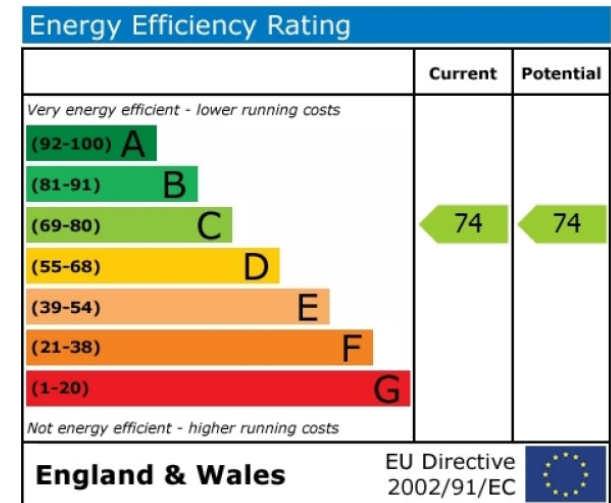 Energy Efficiency Rating
Current Potential
Very energy efficient - lower running costs
(92-100) A
(81-91) B
(69-80) C 74 74
(55-68) D
(39-54) E
(21-38) F
(1-20) G
Not energy efficient - higher running costs
England & Wales
EU Directive
2002/91/EC